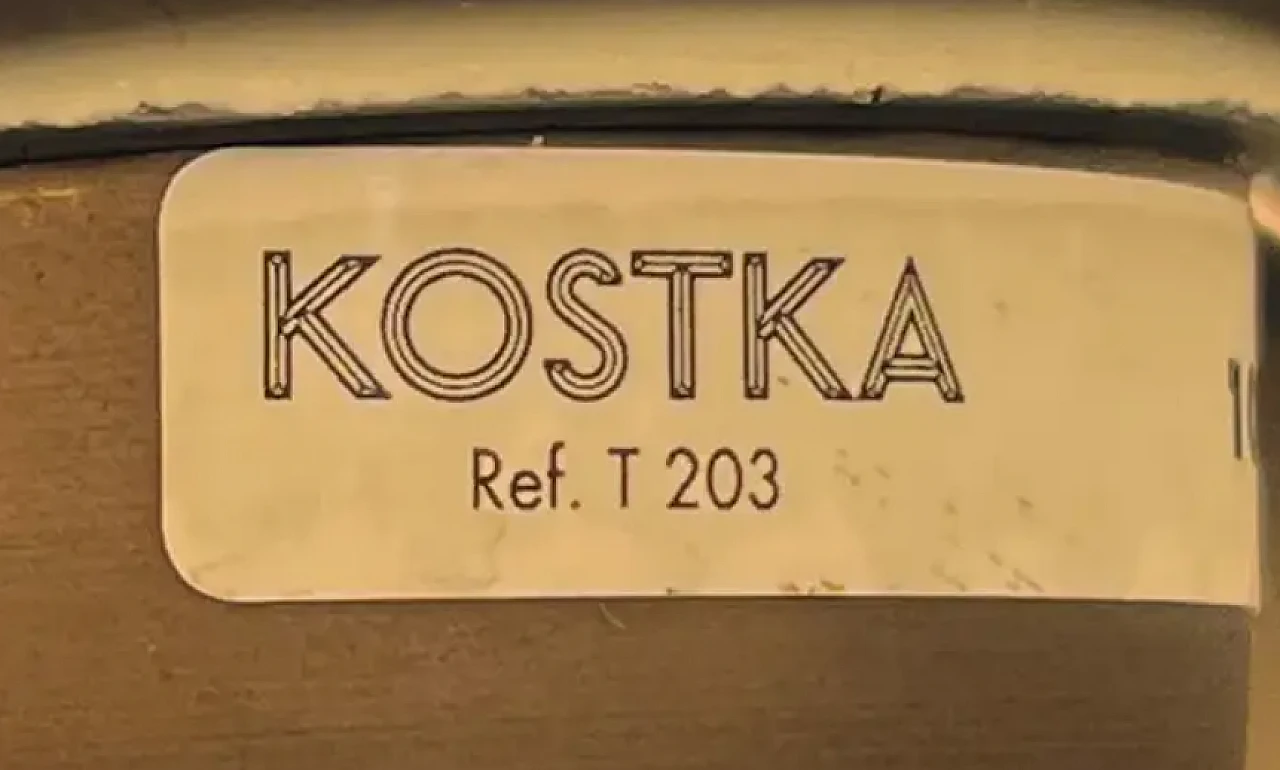 KOSTKA
Ref. T 203